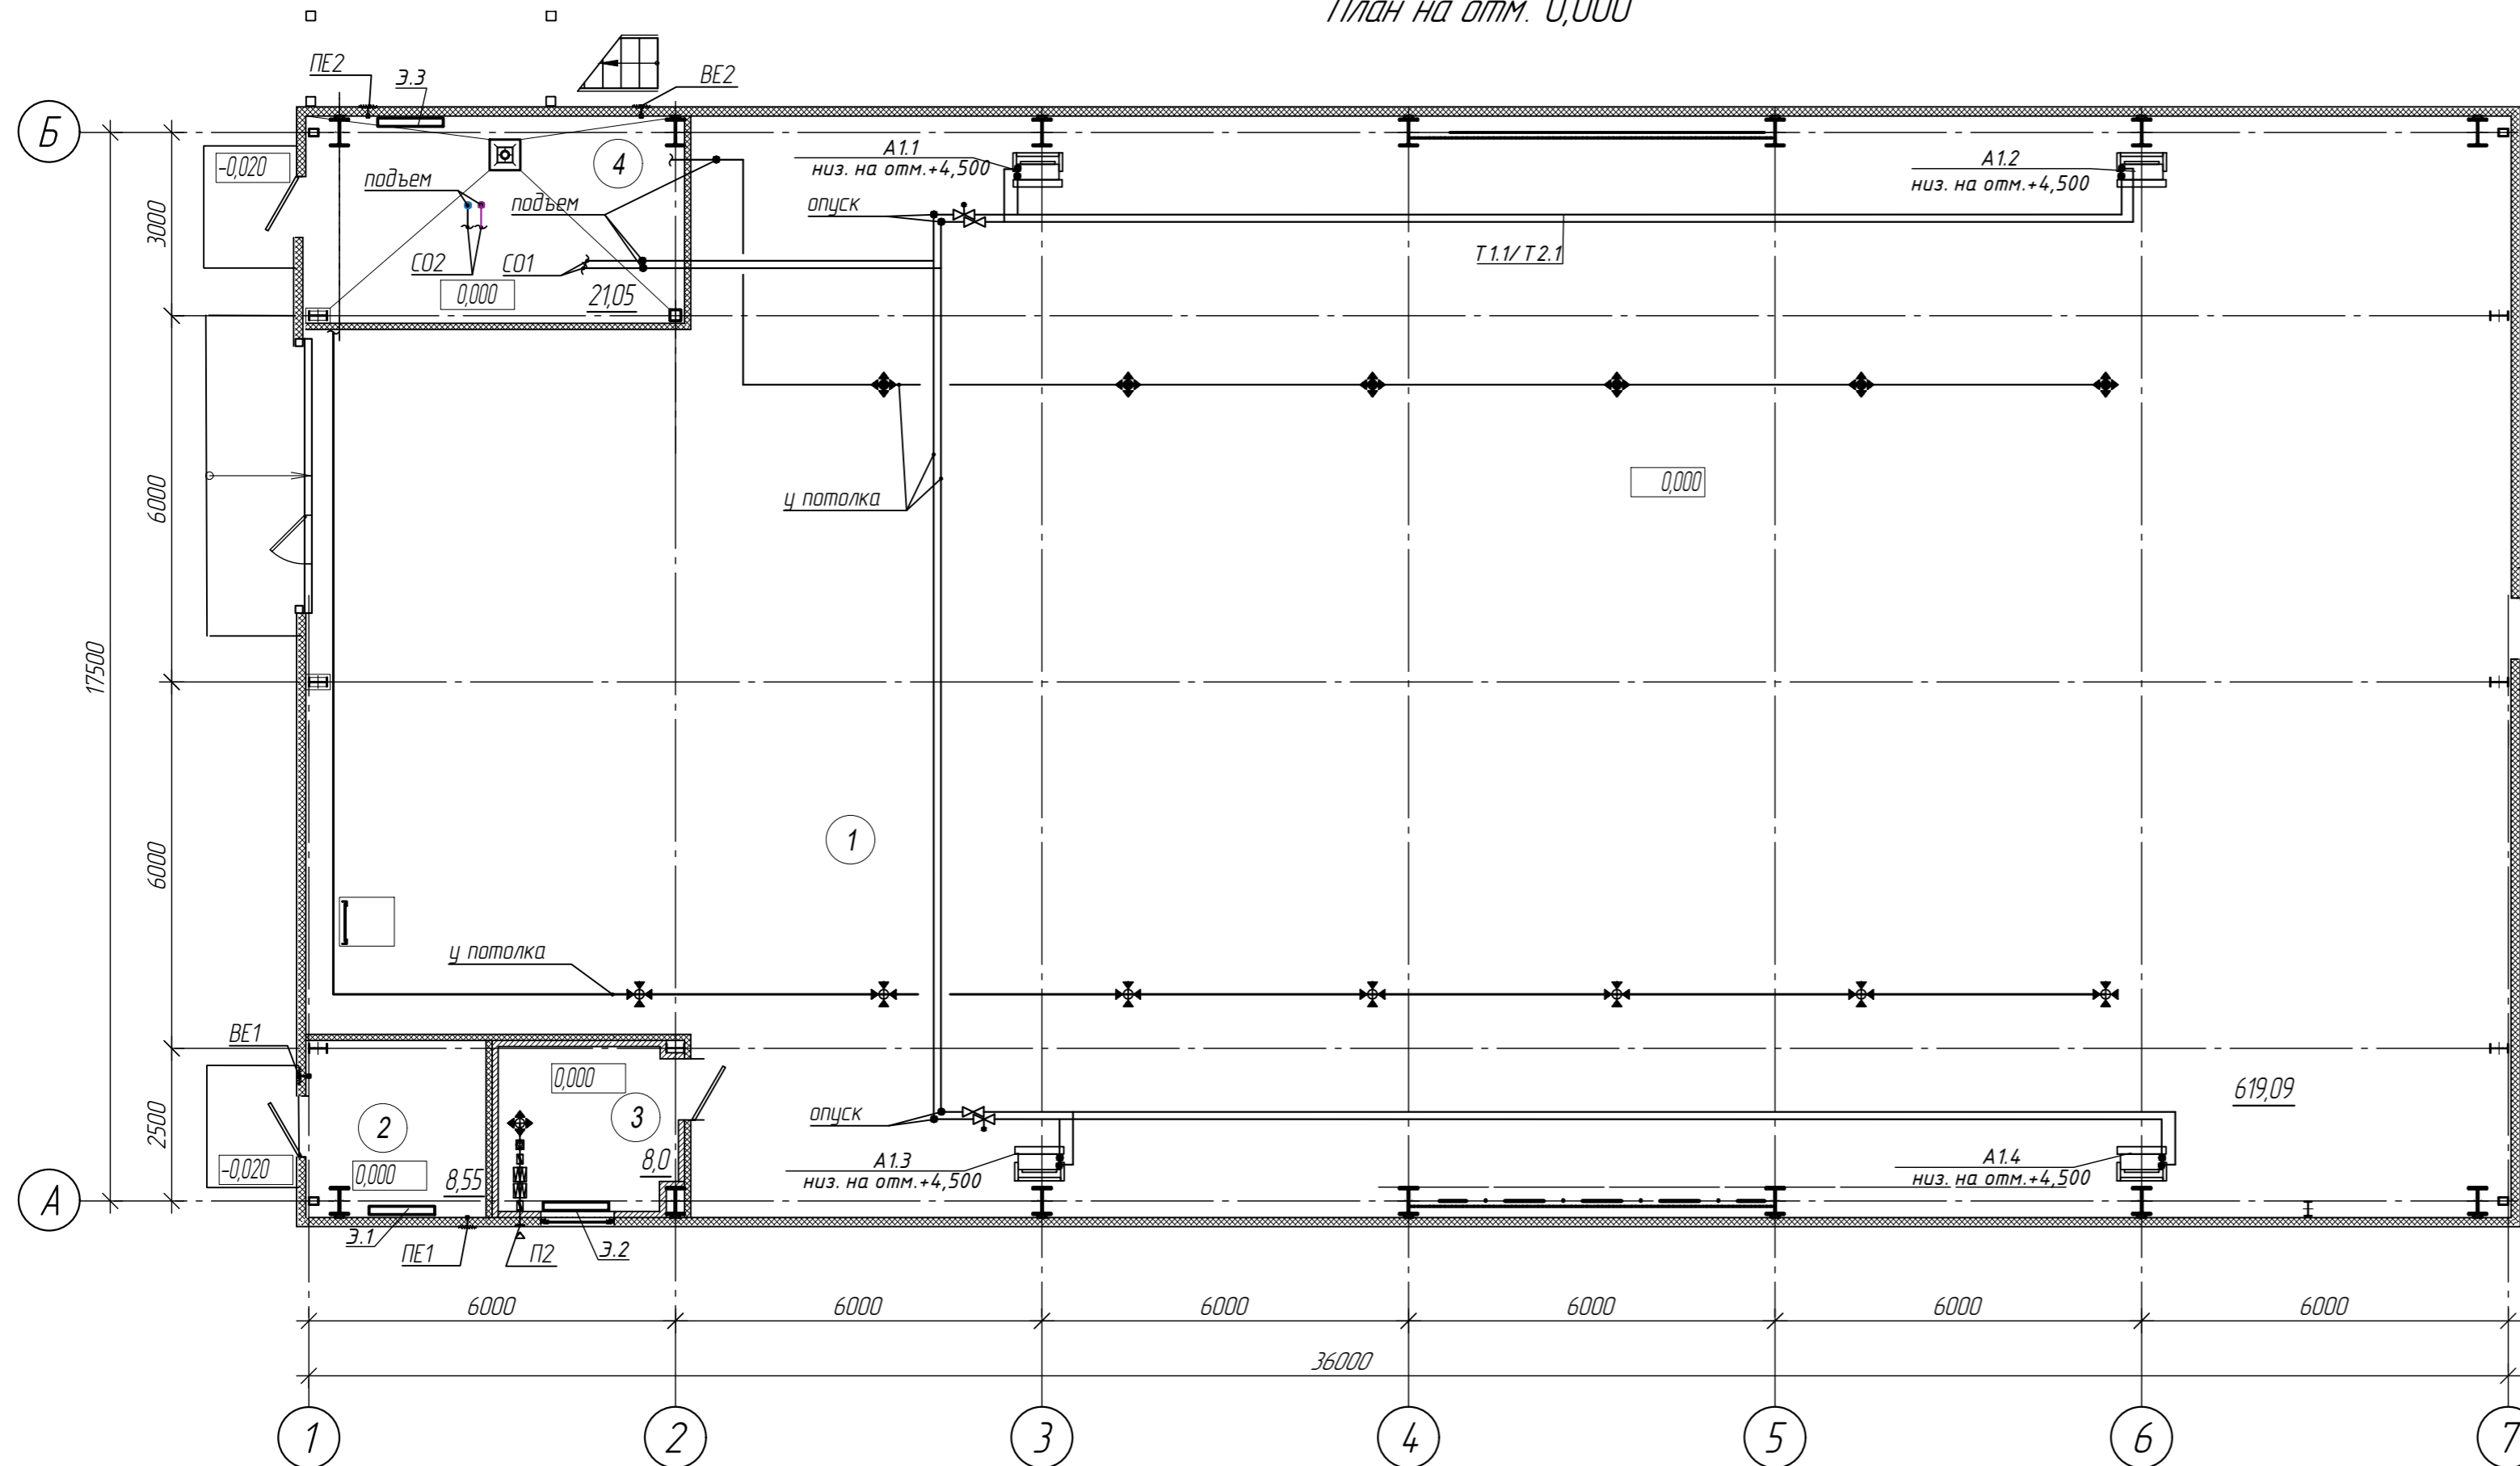 План на отм. 0,000
ПЕ2
Э.3
ВЕ2
Б
-0,020
4
А1.1
низ. на отм.+4,500
А1.2
низ. на отм.+4,500
подъем
подъем
опуск
3000
СО2
СО1
Т1.1/Т2.1
0,000
21,05
6000
у потолка
0,000
17500
1
6000
у потолка
ВЕ1
0,000
619,09
2500
2
3
опуск
-0,020
0,000
8,55
8,0
А1.3
низ. на отм.+4,500
А1.4
низ. на отм.+4,500
А
Э.1
ПЕ1
П2
Э.2
6000
6000
6000
6000
6000
6000
36000
1
2
3
4
5
6
7